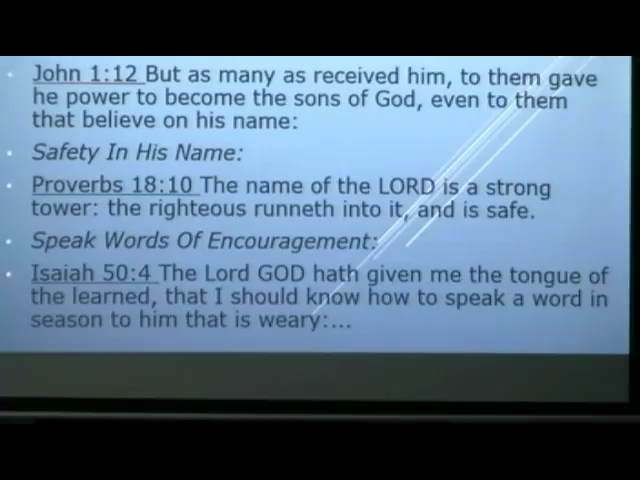 John 1:12 But as many as received him, to them gave
he power to become the sons of God, even to them
that believe on his name:
Safety In His Name:
Proverbs 18:10 The name of the LORD is a strong
tower: the righteous runneth into it, and is safe.
Speak Words Of Encouragement:
Isaiah 50:4 The Lord GOD hath given me the tongue of
the learned, that I should know how to speak a word in
season to him that is weary:...